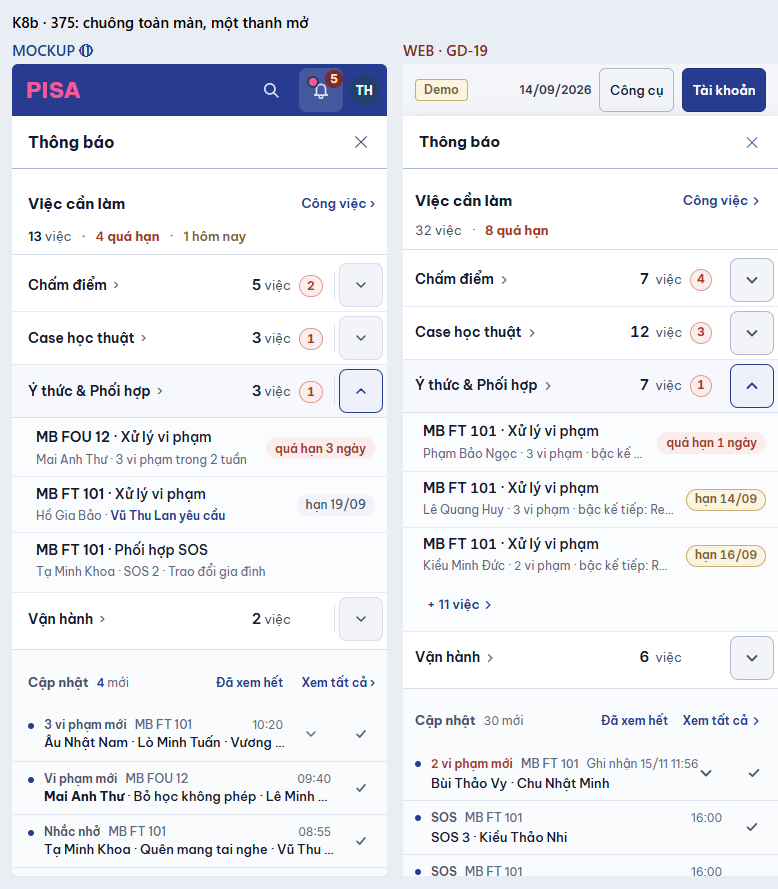 K8b · 375: chuông toàn màn, một thanh mở
MOCKUP
PISA
5
TH
Thông báo
Việc cần làm
Công việc ›
13 việc · 4 quá hạn · 1 hôm nay
Chấm điểm ›
5 việc
2
Case học thuật ›
3 việc
1
Ý thức & Phối hợp ›
3 việc
1
MB FOU 12 · Xử lý vi phạm
Mai Anh Thư · 3 vi phạm trong 2 tuần
quá hạn 3 ngày
MB FT 101 · Xử lý vi phạm
Hồ Gia Bảo · Vũ Thu Lan yêu cầu
hạn 19/09
MB FT 101 · Phối hợp SOS
Tạ Minh Khoa · SOS 2 · Trao đổi gia đình
Vận hành ›
2 việc
Cập nhật 4 mới
Đã xem hết
Xem tất cả ›
3 vi phạm mới MB FT 101 10:20
Âu Nhật Nam · Lò Minh Tuấn · Vương ...
Vi phạm mới MB FOU 12 09:40
Mai Anh Thư · Bỏ học không phép · Lê Minh ...
Nhắc nhở MB FT 101 08:55
Tạ Minh Khoa · Quên mang tai nghe · Vũ Thu ...
WEB · GD-19
Demo
14/09/2026
Công cụ
Tài khoản
Thông báo
Việc cần làm
Công việc ›
32 việc · 8 quá hạn
Chấm điểm ›
7 việc
4
Case học thuật ›
12 việc
3
Ý thức & Phối hợp ›
7 việc
1
MB FT 101 · Xử lý vi phạm
Phạm Bảo Ngọc · 3 vi phạm · bậc kế ...
quá hạn 1 ngày
MB FT 101 · Xử lý vi phạm
Lê Quang Huy · 3 vi phạm · bậc kế tiếp: Re...
hạn 14/09
MB FT 101 · Xử lý vi phạm
Kiều Minh Đức · 2 vi phạm · bậc kế tiếp: R...
hạn 16/09
+ 11 việc ›
Vận hành ›
6 việc
Cập nhật 30 mới
Đã xem hết
Xem tất cả ›
2 vi phạm mới MB FT 101 Ghi nhận 15/11 11:56
Bùi Thảo Vy · Chu Nhật Minh
SOS MB FT 101 16:00
SOS 3 · Kiều Thảo Nhi
SOS MB FT 101 16:00